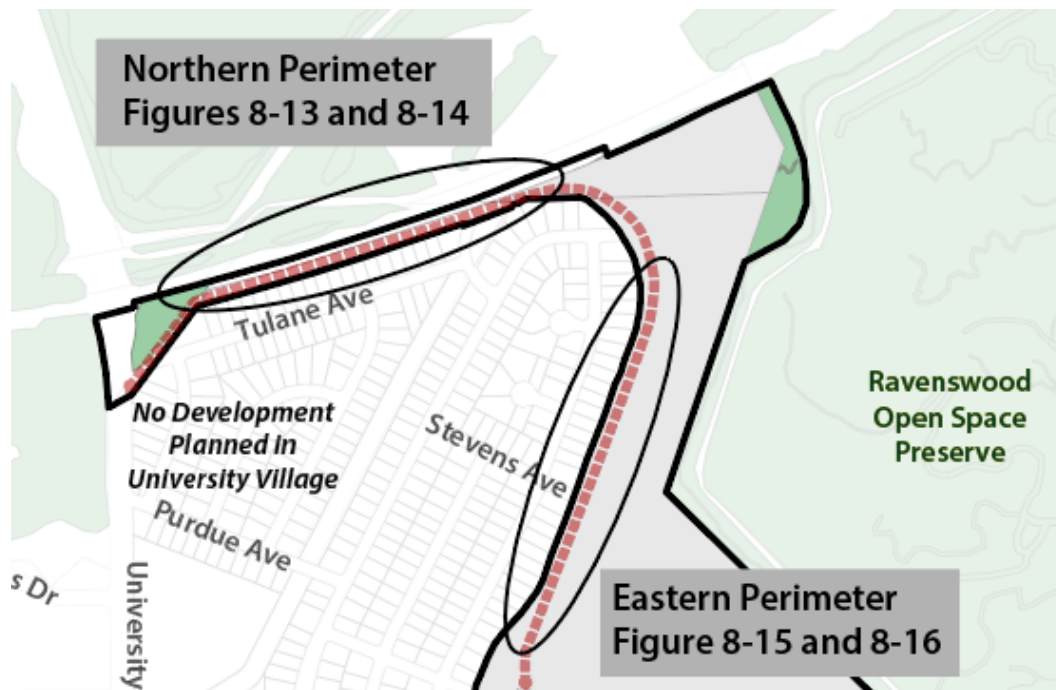 Northern Perimeter
Figures 8-13 and 8-14
Tulane Ave
No Development
Planned in
University Village
Stevens Ave
Ravenswood
Open Space
Preserve
Purdue Ave
s Dr
University
Eastern Perimeter
Figure 8-15 and 8-16